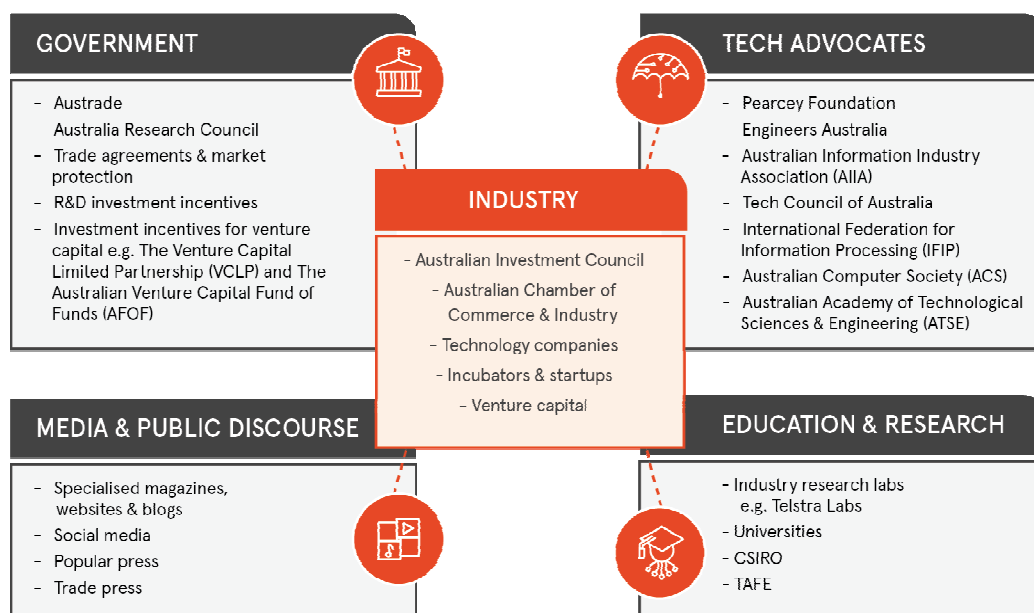 GOVERNMENT
- Austrade
Australia Research Council
- Trade agreements & market
protection
- R&D investment incentives
- Investment incentives for venture
capital e.g. The Venture Capital
Limited Partnership (VCLP) and The
Australian Venture Capital Fund of
Funds (AFOF)
TECH ADVOCATES
- Pearcey Foundation
Engineers Australia
- Australian Information Industry
Association (AIIA)
- Tech Council of Australia
- International Federation for
Information Processing (IFIP)
- Australian Computer Society (ACS)
- Australian Academy of Technological
Sciences & Engineering (ATSE)
INDUSTRY
- Australian Investment Council
- Australian Chamber of
Commerce & Industry
- Technology companies
- Incubators & startups
- Venture capital
MEDIA & PUBLIC DISCOURSE
- Specialised magazines,
websites & blogs
- Social media
- Popular press
- Trade press
EDUCATION & RESEARCH
- Industry research labs
e.g. Telstra Labs
- Universities
- CSIRO
- TAFE